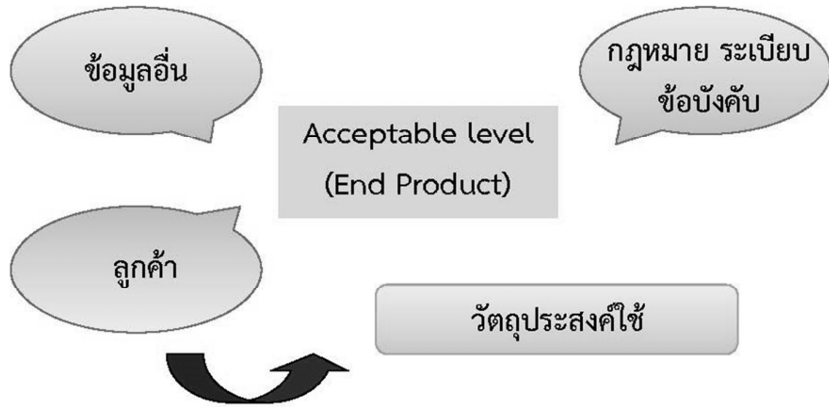 ข้อมูลอื่น
กฎหมาย ระเบียบ
ข้อบังคับ
Acceptable level
(End Product)
ลูกค้า
วัตถุประสงค์ใช้